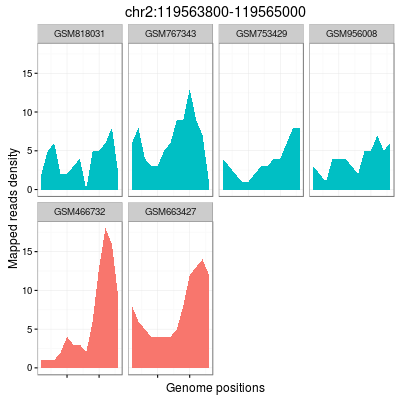 chr2:119563800-119565000
GSM818031 GSM767343 GSM753429 GSM956008
15
10
5
0
GSM466732 GSM663427
15
10
5
0
Mapped reads density
Genome positions